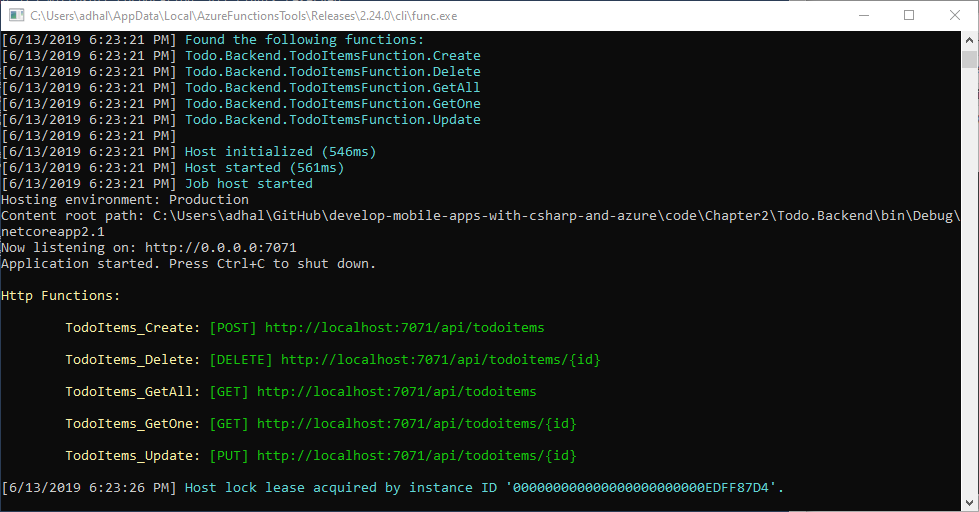 C:\Users\adhal\AppData\Local\AzureFunctionsTools\Releases\2.24.0\cli\func.exe
[6/13/2019 6:23:21 PM] Found the following functions:
[6/13/2019 6:23:21 PM] Todo.Backend.TodoItemsFunction.Create
[6/13/2019 6:23:21 PM] Todo.Backend.TodoItemsFunction.Delete
[6/13/2019 6:23:21 PM] Todo.Backend.TodoItemsFunction.GetAll
[6/13/2019 6:23:21 PM] Todo.Backend.TodoItemsFunction.GetOne
[6/13/2019 6:23:21 PM] Todo.Backend.TodoItemsFunction.Update
[6/13/2019 6:23:21 PM]
[6/13/2019 6:23:21 PM] Host initialized (546ms)
[6/13/2019 6:23:21 PM] Host started (561ms)
[6/13/2019 6:23:21 PM] Job host started
Hosting environment: Production
Content root path: C:\Users\adhal\GitHub\develop-mobile-apps-with-csharp-and-azure\code\Chapter2\Todo.Backend\bin\Debug\
netcoreapp2.1
Now listening on: http://0.0.0.0:7071
Application started. Press Ctrl+C to shut down.
Http Functions:
TodoItems_Create: [POST] http://localhost:7071/api/todoitems
TodoItems_Delete: [DELETE] http://localhost:7071/api/todoitems/{id}
TodoItems_GetAll: [GET] http://localhost:7071/api/todoitems
TodoItems_GetOne: [GET] http://localhost:7071/api/todoitems/{id}
TodoItems_Update: [PUT] http://localhost:7071/api/todoitems/{id}
[6/13/2019 6:23:26 PM] Host lock lease acquired by instance ID '000000000000000000000000EDFF87D4'.